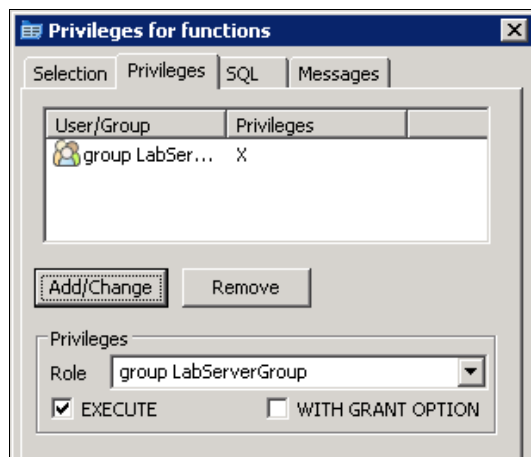 Privileges for functions
Selection Privileges SQL Messages
User/Group Privileges
group LabSer... X
Add/Change Remove
Privileges
Role group LabServerGroup
EXECUTE WITH GRANT OPTION